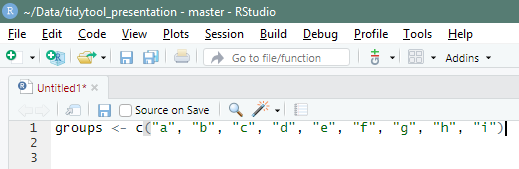 ~/Data/tidytool_presentation - master - RStudio
File Edit Code View Plots Session Build Debug Profile Tools Help
Go to file/function Addins
Untitled1*
Source on Save
1 groups <- c("a", "b", "c", "d", "e", "f", "g", "h", "i")
2
3